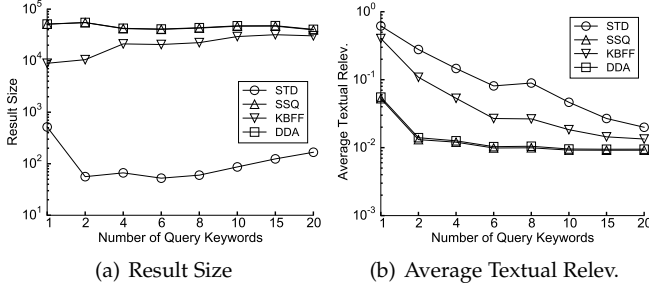 10^5
10^4
10^3
10^2
10^1
Result Size
STD
SSQ
KBFF
DDA
1 2 4 6 8 10 15 20
Number of Query Keywords
(a) Result Size
10^0
10^-1
10^-2
10^-3
Average Textual Relev.
STD
SSQ
KBFF
DDA
1 2 4 6 8 10 15 20
Number of Query Keywords
(b) Average Textual Relev.